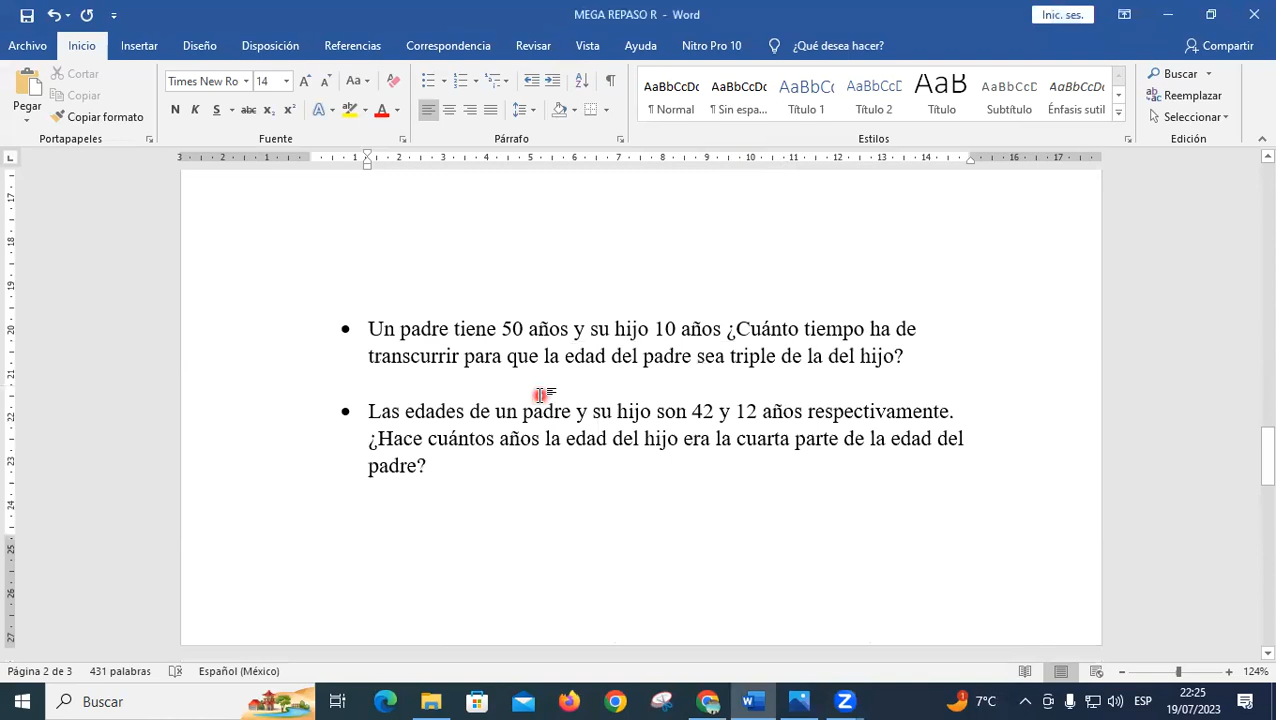 MEGA REPASO R - Word
Inic. ses.
Archivo Inicio Insertar Diseño Disposición Referencias Correspondencia Revisar Vista Ayuda Nitro Pro 10 ¿Qué desea hacer? Compartir
Pegar
Cortar
Copiar
Copiar formato
Portapapeles
Times New Ro 14
Fuente
Párrafo
AaBbCcDc ¶ Normal
AaBbCcDc ¶ Sin espa...
AaBbCc Título 1
AaBbCcD Título 2
AaB Título
AaBbCcD Subtítulo
AaBbCcDc Énfasis sutil
Estilos
Buscar
Reemplazar
Seleccionar
Edición
• Un padre tiene 50 años y su hijo 10 años ¿Cuánto tiempo ha de
transcurrir para que la edad del padre sea triple de la del hijo?
• Las edades de un padre y su hijo son 42 y 12 años respectivamente.
¿Hace cuántos años la edad del hijo era la cuarta parte de la edad del
padre?
Página 2 de 3 431 palabras Español (México) 124%
Buscar
7°C
ESP
22:25
19/07/2023